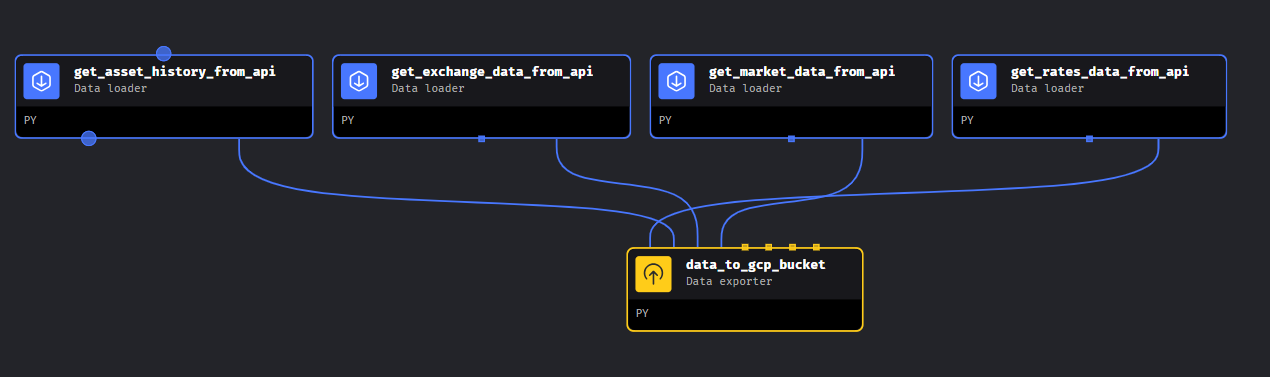 get_asset_history_from_api
Data loader
PY
get_exchange_data_from_api
Data loader
PY
get_market_data_from_api
Data loader
PY
get_rates_data_from_api
Data loader
PY
data_to_gcp_bucket
Data exporter
PY